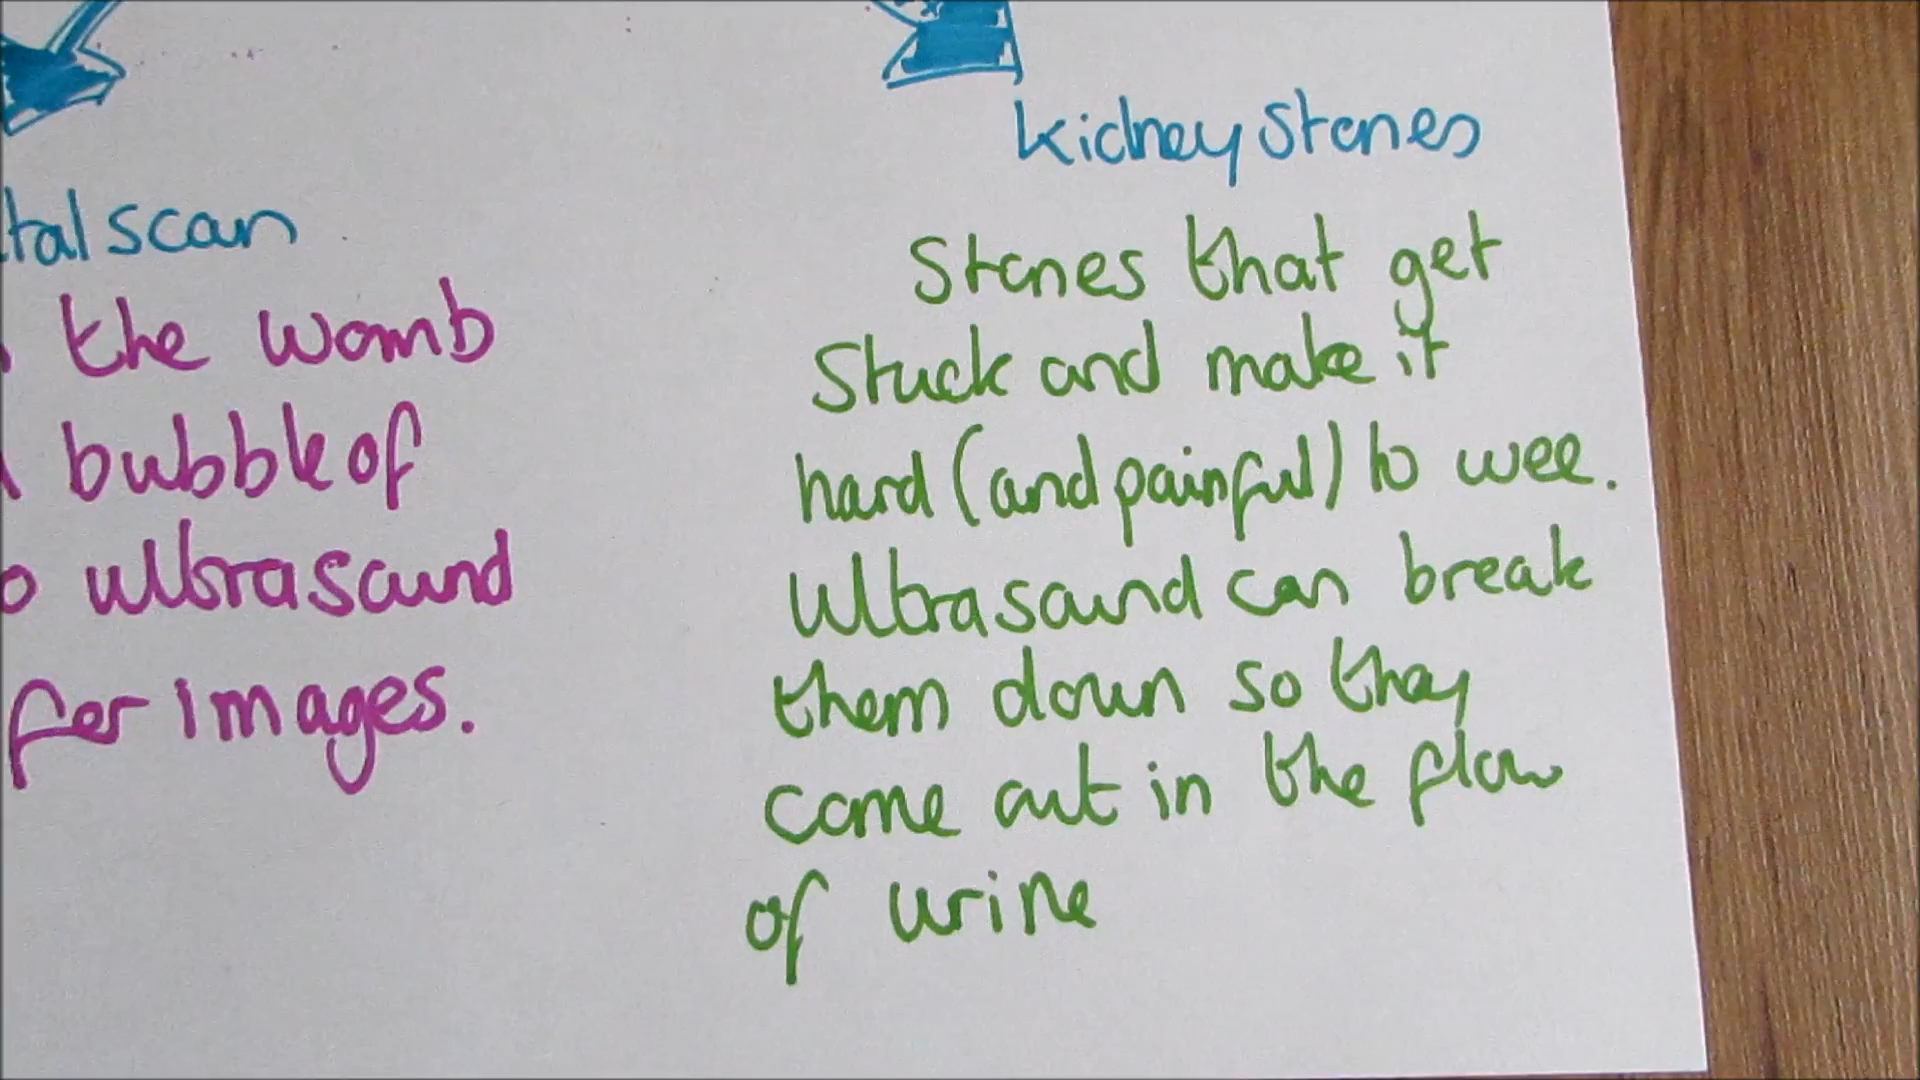 tal scan
the womb
bubble of
o ultrasound
for images.
Kidney Stones
Stones that get
Stuck and make it
hard (and painful) to wee.
Ultrasound can break
them down so they
come out in the flow
of urine